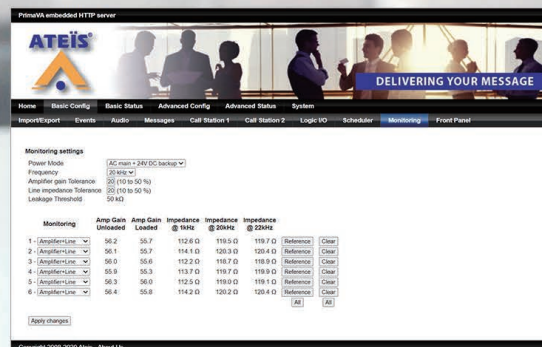 PrimaVA embedded HTTP server
ATEÏS®
DELIVERING YOUR MESSAGE
Home Basic Config Basic Status Advanced Config Advanced Status System
Import/Export Events Audio Messages Call Station 1 Call Station 2 Logic I/O Scheduler Monitoring Front Panel
Monitoring settings
Power Mode AC main + 24V DC backup
Frequency 20 kHz
Amplifier gain Tolerance 20 (10 to 50 %)
Line impedance Tolerance 20 (10 to 50 %)
Leakage Threshold 50 kΩ
Monitoring Amp Gain Unloaded Amp Gain Loaded Impedance @ 1kHz Impedance @ 20kHz Impedance @ 22kHz
1 - Amplifier+Line 56.2 55.7 112.6 Ω 119.5 Ω 119.7 Ω Reference Clear
2 - Amplifier+Line 56.1 55.7 114.1 Ω 120.3 Ω 120.4 Ω Reference Clear
3 - Amplifier+Line 56.0 55.6 112.2 Ω 118.7 Ω 118.9 Ω Reference Clear
4 - Amplifier+Line 55.9 55.3 113.7 Ω 119.7 Ω 119.9 Ω Reference Clear
5 - Amplifier+Line 56.3 56.0 112.5 Ω 119.0 Ω 119.1 Ω Reference Clear
6 - Amplifier+Line 56.4 55.8 114.2 Ω 120.2 Ω 120.4 Ω Reference Clear
All All
Apply changes
Copyright 2008-2020 Ateis - About Us